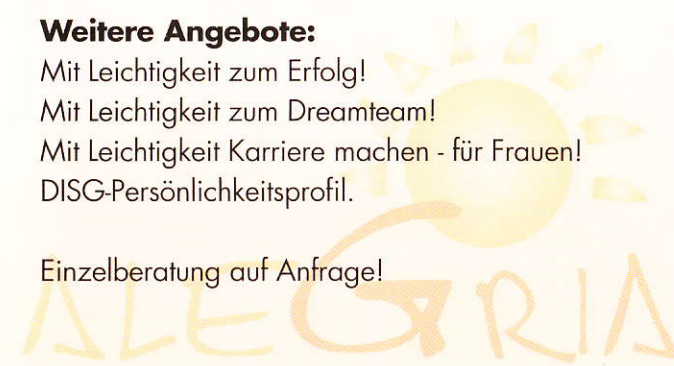 Weitere Angebote:
Mit Leichtigkeit zum Erfolg!
Mit Leichtigkeit zum Dreamteam!
Mit Leichtigkeit Karriere machen - für Frauen!
DISG-Persönlichkeitsprofil.
Einzelberatung auf Anfrage!
ALEGRIA